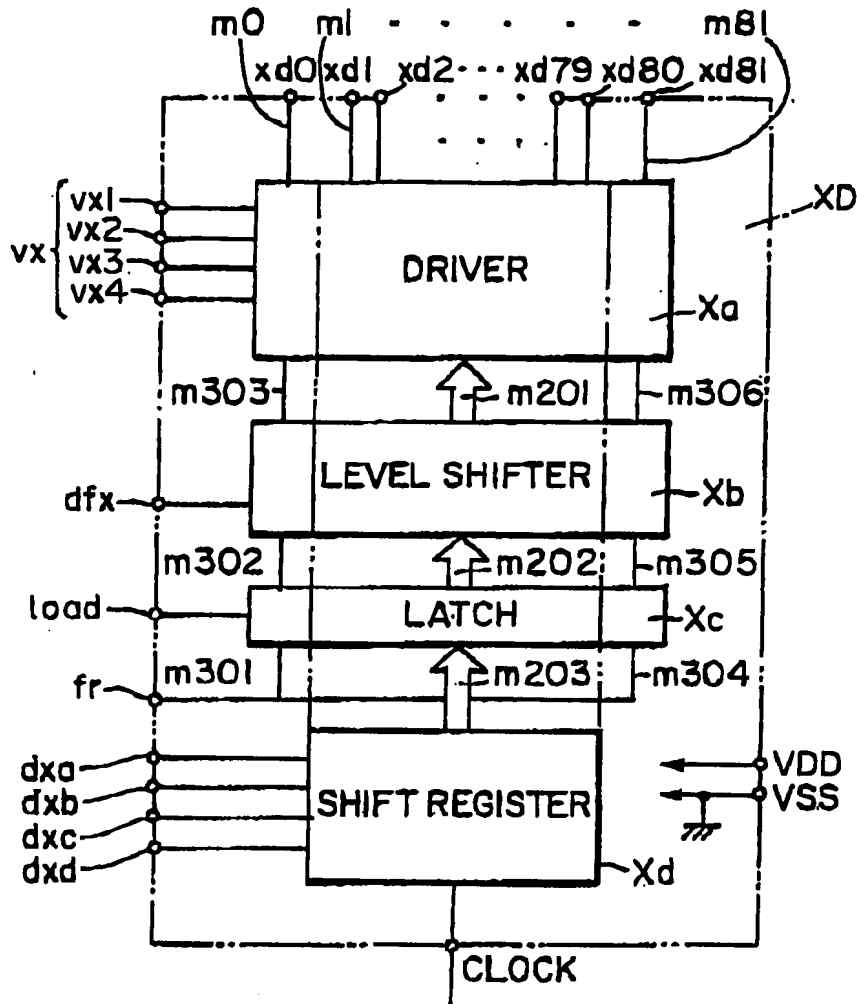 m0 m1 m81
xd0 xd1 xd2 xd79 xd80 xd81
XD
vx1
vx2
vx
vx3
vx4
DRIVER
Xa
m303 m201 m306
LEVEL SHIFTER
Xb
dfx
m302 m202 m305
load
LATCH
Xc
m301 m203 m304
fr
dxa
dxb
dxc
dxd
SHIFT REGISTER
Xd
VDD
VSS
CLOCK